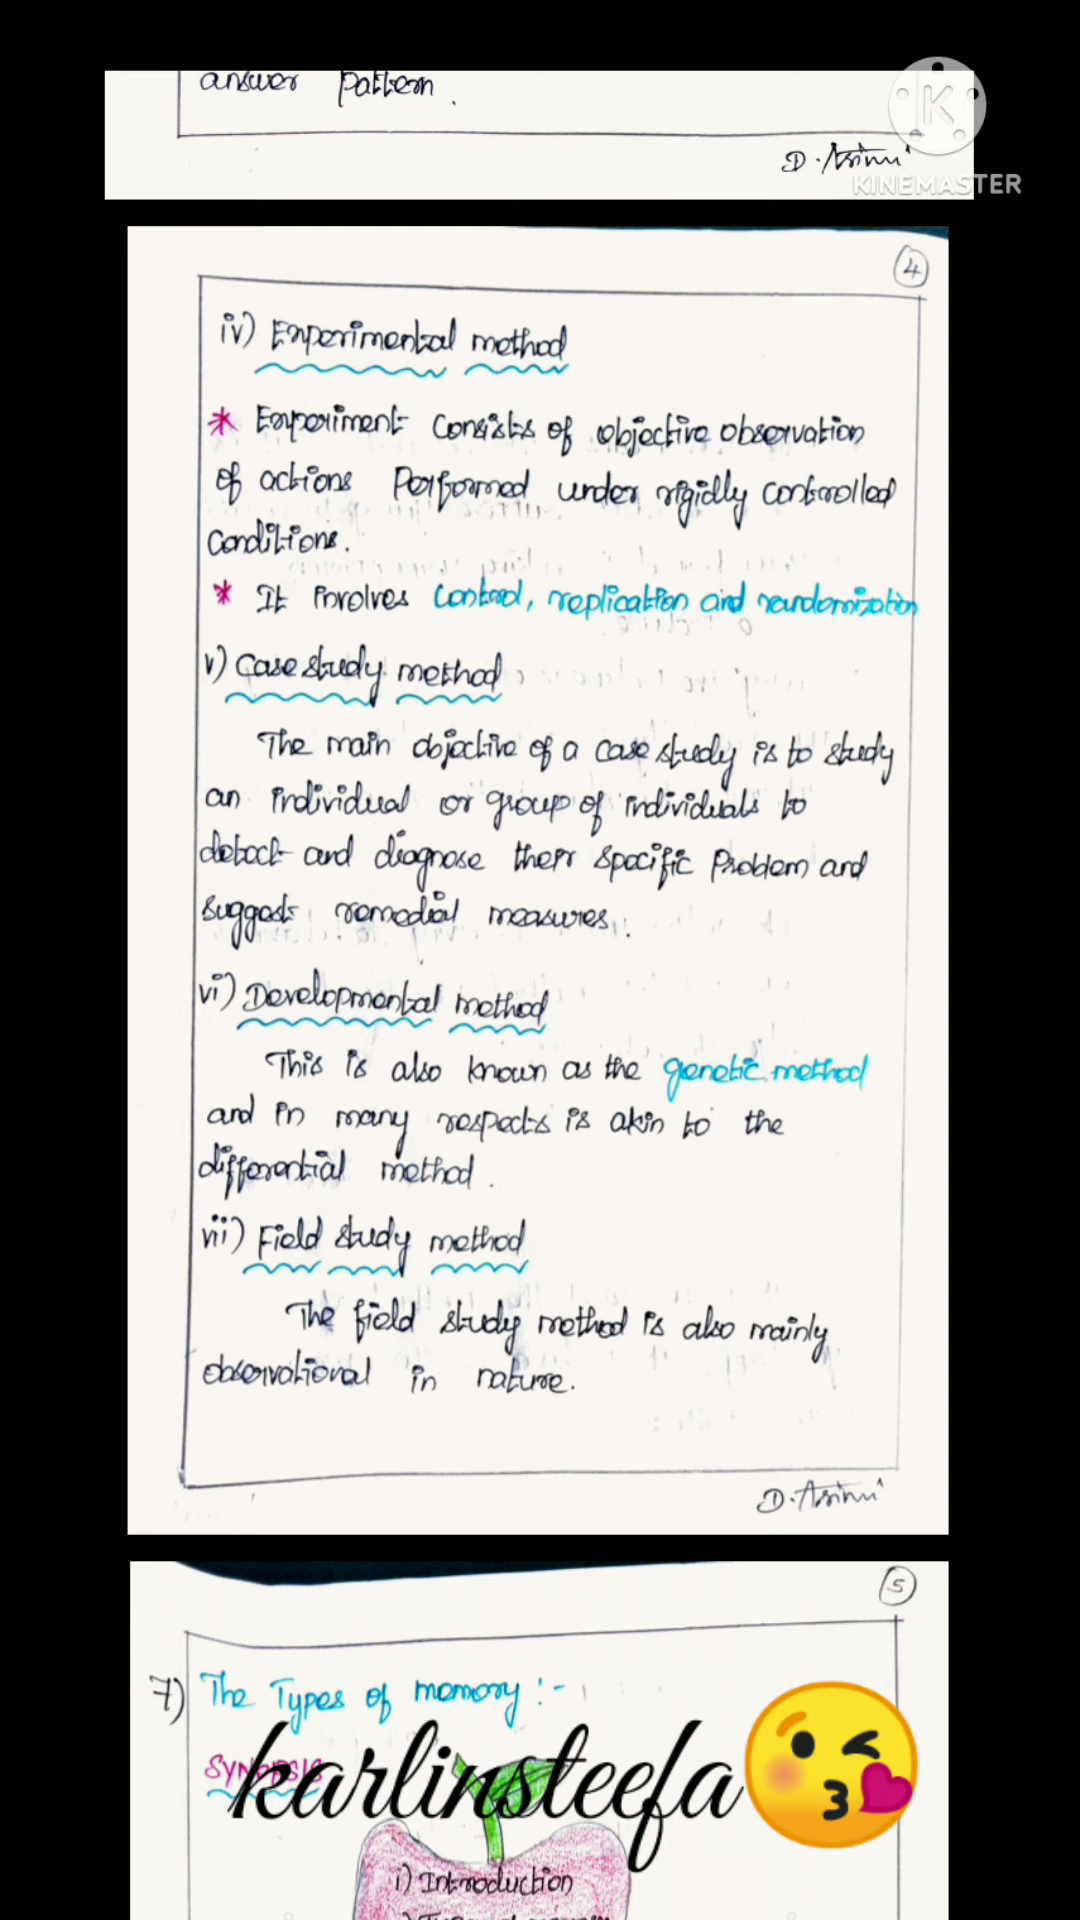 answer pattern.
KINEMASTER
4
iv) Experimental method
* Experiment consists of objective observation
of actions Performed under rigidly controlled
conditions.
* It involves control, replication and randomization
v) Case study method
The main objective of a case study is to study
an individual or group of individuals to
detect and diagnose their specific Problem and
suggest remedial measures.
vi) Developmental method
This is also known as the genetic method
and in many respects is akin to the
differential method.
vii) Field study method
The field study method is also mainly
observational in nature.
5
7) The Types of memory :-
SYNOPSIS
karlinsteefa
i) Introduction